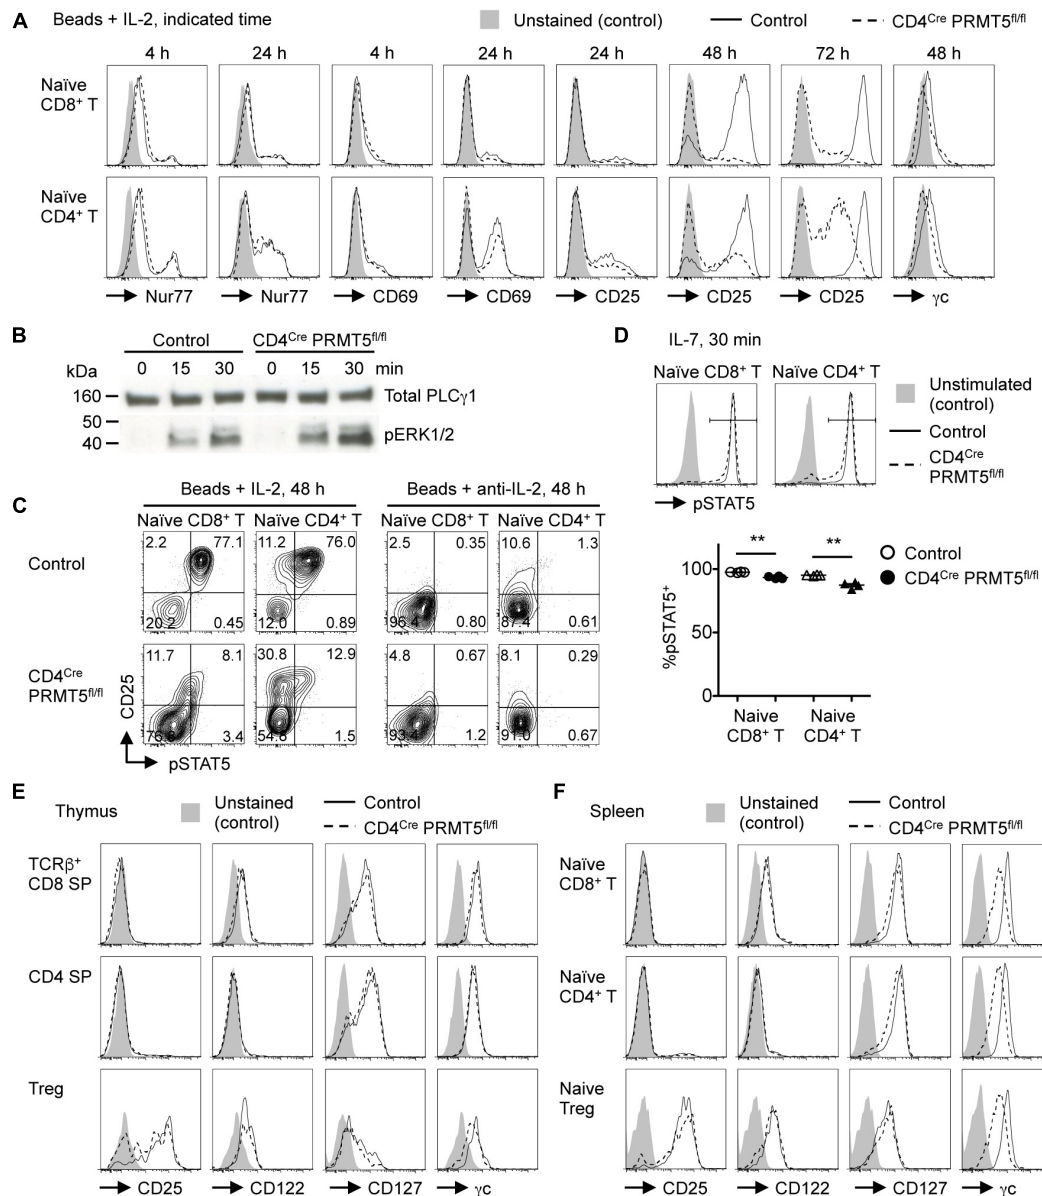 A Beads + IL-2, indicated time Unstained (control) Control CD4Cre PRMT5fl/fl
4 h 24 h 4 h 24 h 24 h 48 h 72 h 48 h
Naïve
CD8+ T
Naïve
CD4+ T
Nur77 Nur77 CD69 CD69 CD25 CD25 CD25 γc
B
Control CD4Cre PRMT5fl/fl
kDa 0 15 30 0 15 30 min
160 Total PLCγ1
50
40 pERK1/2
C
Beads + IL-2, 48 h Beads + anti-IL-2, 48 h
Naïve CD8+ T Naïve CD4+ T Naïve CD8+ T Naïve CD4+ T
Control
2.2 77.1 11.2 76.0 2.5 0.35 10.6 1.3
20.2 0.45 12.0 0.89 96.4 0.80 87.4 0.61
CD4Cre
PRMT5fl/fl
11.7 8.1 30.8 12.9 4.8 0.67 8.1 0.29
76.8 3.4 54.8 1.5 93.4 1.2 91.0 0.67
CD25
pSTAT5
D IL-7, 30 min
Naïve CD8+ T Naïve CD4+ T
Unstimulated
(control)
Control
CD4Cre
PRMT5fl/fl
pSTAT5
** **
Control
CD4Cre PRMT5fl/fl
%pSTAT5+
100
50
0
Naive
CD8+ T
Naive
CD4+ T
E Thymus
Unstained
(control)
Control
CD4Cre PRMT5fl/fl
TCRβ+
CD8 SP
CD4 SP
Treg
CD25 CD122 CD127 γc
F Spleen
Unstained
(control)
Control
CD4Cre PRMT5fl/fl
Naïve
CD8+ T
Naïve
CD4+ T
Naive
Treg
CD25 CD122 CD127 γc